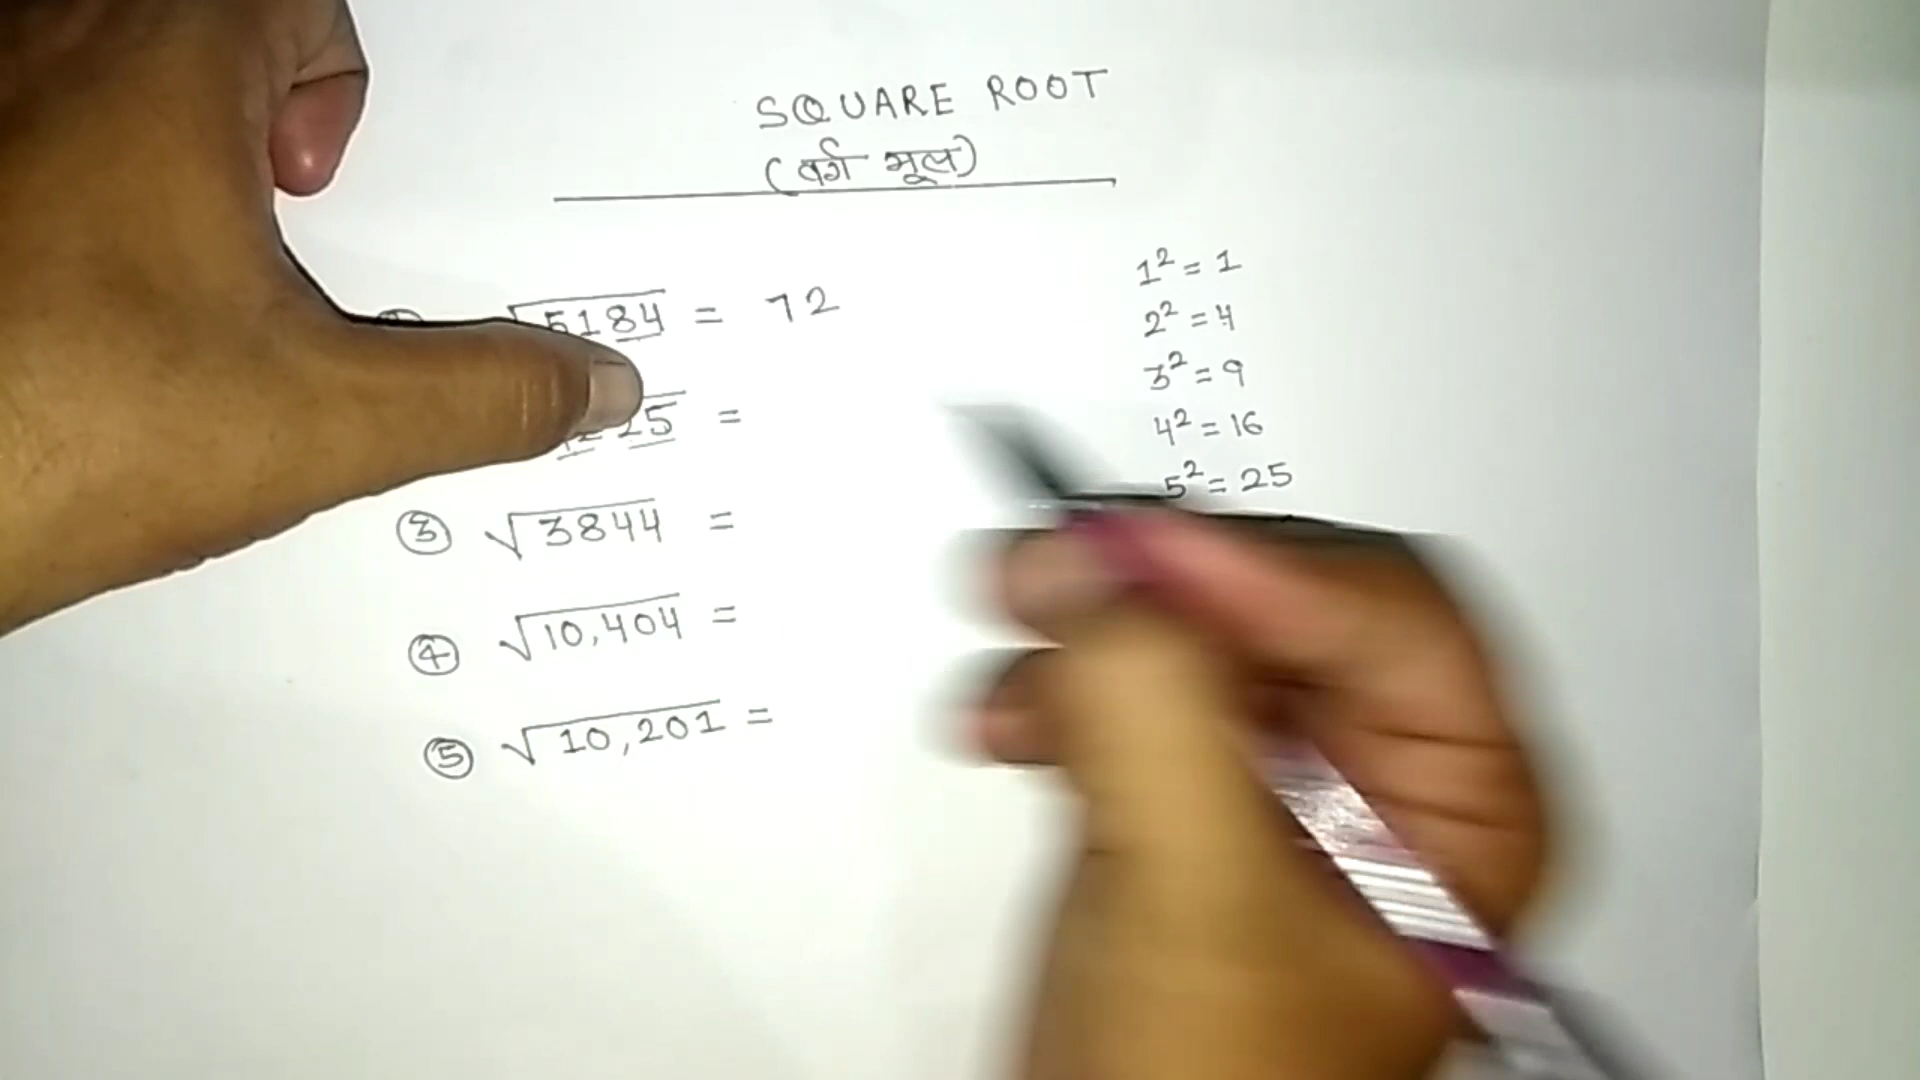 SQUARE ROOT
(वर्ग मूल)
√5184 = 72
25 =
③ √3844 =
④ √10,404 =
⑤ √10,201 =
1² = 1
2² = 4
3² = 9
4² = 16
5² = 25